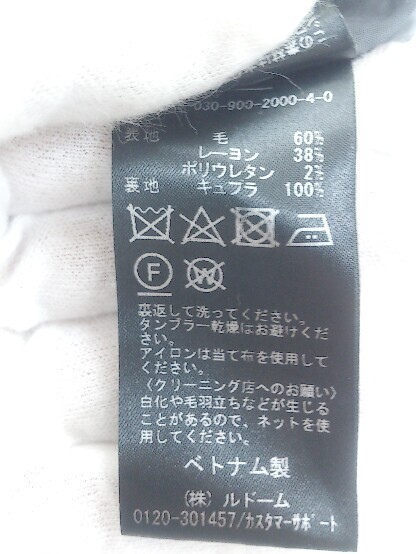 030-900-2000-4-0
表地 毛 60%
レーヨン 38%
ポリウレタン 2%
裏地 キュプラ 100%
F W
裏返して洗ってください。
タンブラー乾燥はお避けくだ
さい。
アイロンは当て布を使用して
ください。
〈クリーニング店へのお願い〉
白化や毛羽立ちなどが生じる
ことがあるので、ネットを使
用してください。
ベトナム製
(株) ルドーム
0120-301457/カスタマーサポート